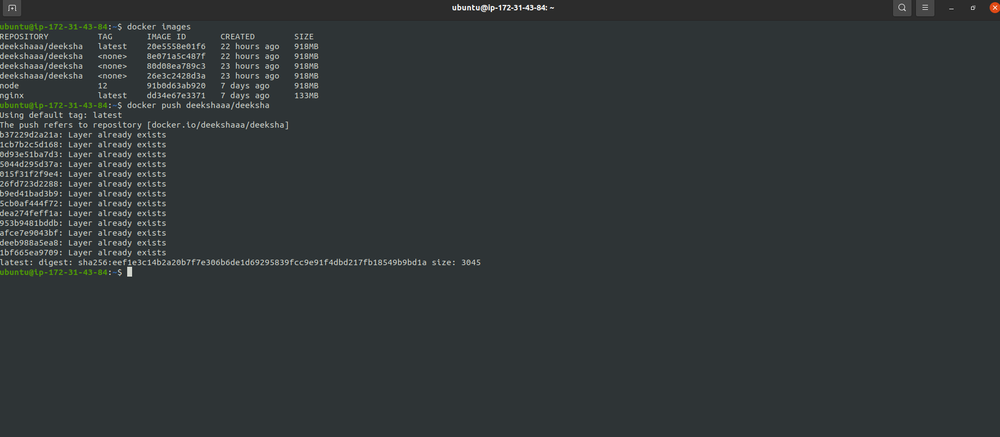 ubuntu@ip-172-31-43-84: ~
ubuntu@ip-172-31-43-84:~$ docker images
REPOSITORY          TAG       IMAGE ID       CREATED        SIZE
deekshaaa/deeksha   latest    20e5558e01f6   22 hours ago   918MB
deekshaaa/deeksha   <none>    8e071a5c487f   22 hours ago   918MB
deekshaaa/deeksha   <none>    80d08ea789c3   23 hours ago   918MB
deekshaaa/deeksha   <none>    26e3c2428d3a   23 hours ago   918MB
node                12        91b0d63ab920   7 days ago     918MB
nginx               latest    dd34e67e3371   7 days ago     133MB
ubuntu@ip-172-31-43-84:~$ docker push deekshaaa/deeksha
Using default tag: latest
The push refers to repository [docker.io/deekshaaa/deeksha]
b37229d2a21a: Layer already exists
1cb7b2c5d168: Layer already exists
0d93e51ba7d3: Layer already exists
5044d295d37a: Layer already exists
015f31f2f9e4: Layer already exists
26fd723d2288: Layer already exists
b9ed41bad3b9: Layer already exists
5cb0af444f72: Layer already exists
dea274feff1a: Layer already exists
953b9481bddb: Layer already exists
afce7e9043bf: Layer already exists
deeb988a5ea8: Layer already exists
1bf665ea9709: Layer already exists
latest: digest: sha256:eef1e3c14b2a20b7f7e306b6de1d69295839fcc9e91f4dbd217fb18549b9bd1a size: 3045
ubuntu@ip-172-31-43-84:~$